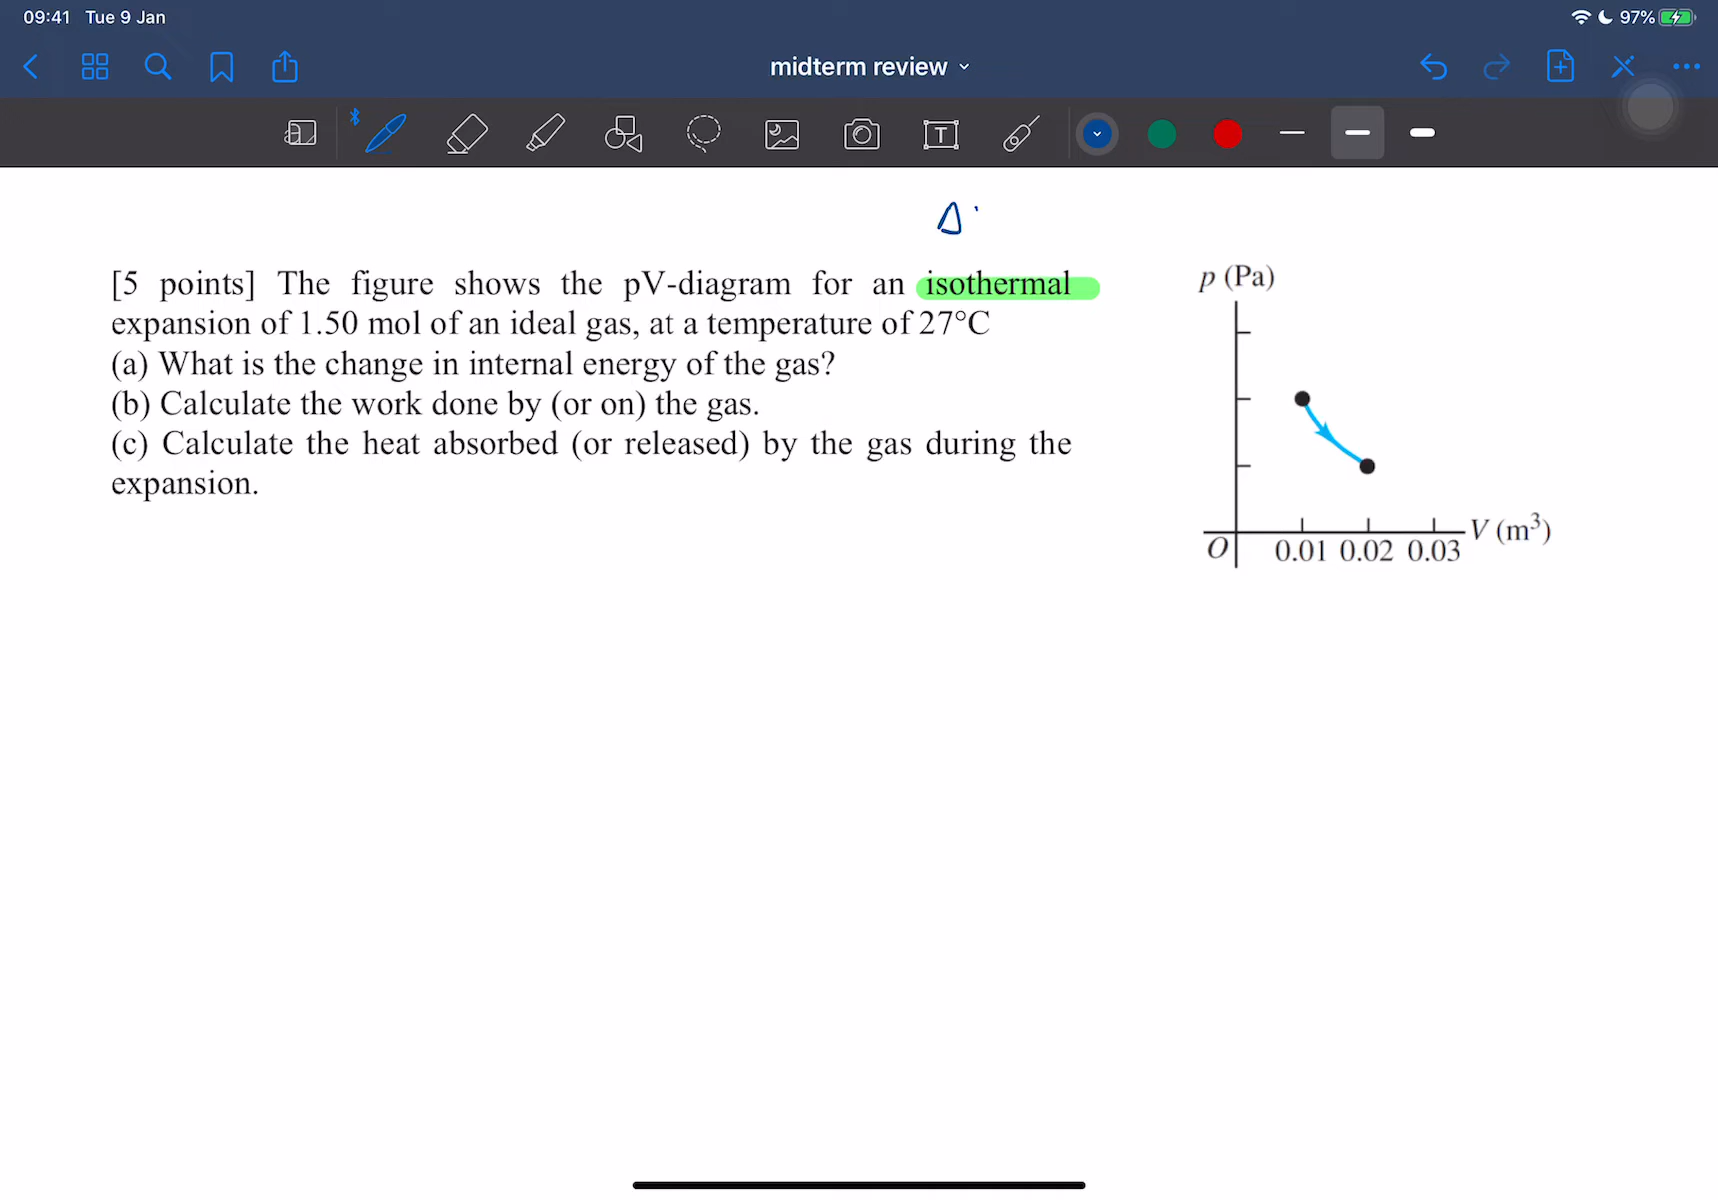 09:41 Tue 9 Jan
97%
midterm review
T
Δ
[5 points] The figure shows the pV-diagram for an isothermal
expansion of 1.50 mol of an ideal gas, at a temperature of 27°C
(a) What is the change in internal energy of the gas?
(b) Calculate the work done by (or on) the gas.
(c) Calculate the heat absorbed (or released) by the gas during the
expansion.
p (Pa)
V (m³)
O 0.01 0.02 0.03